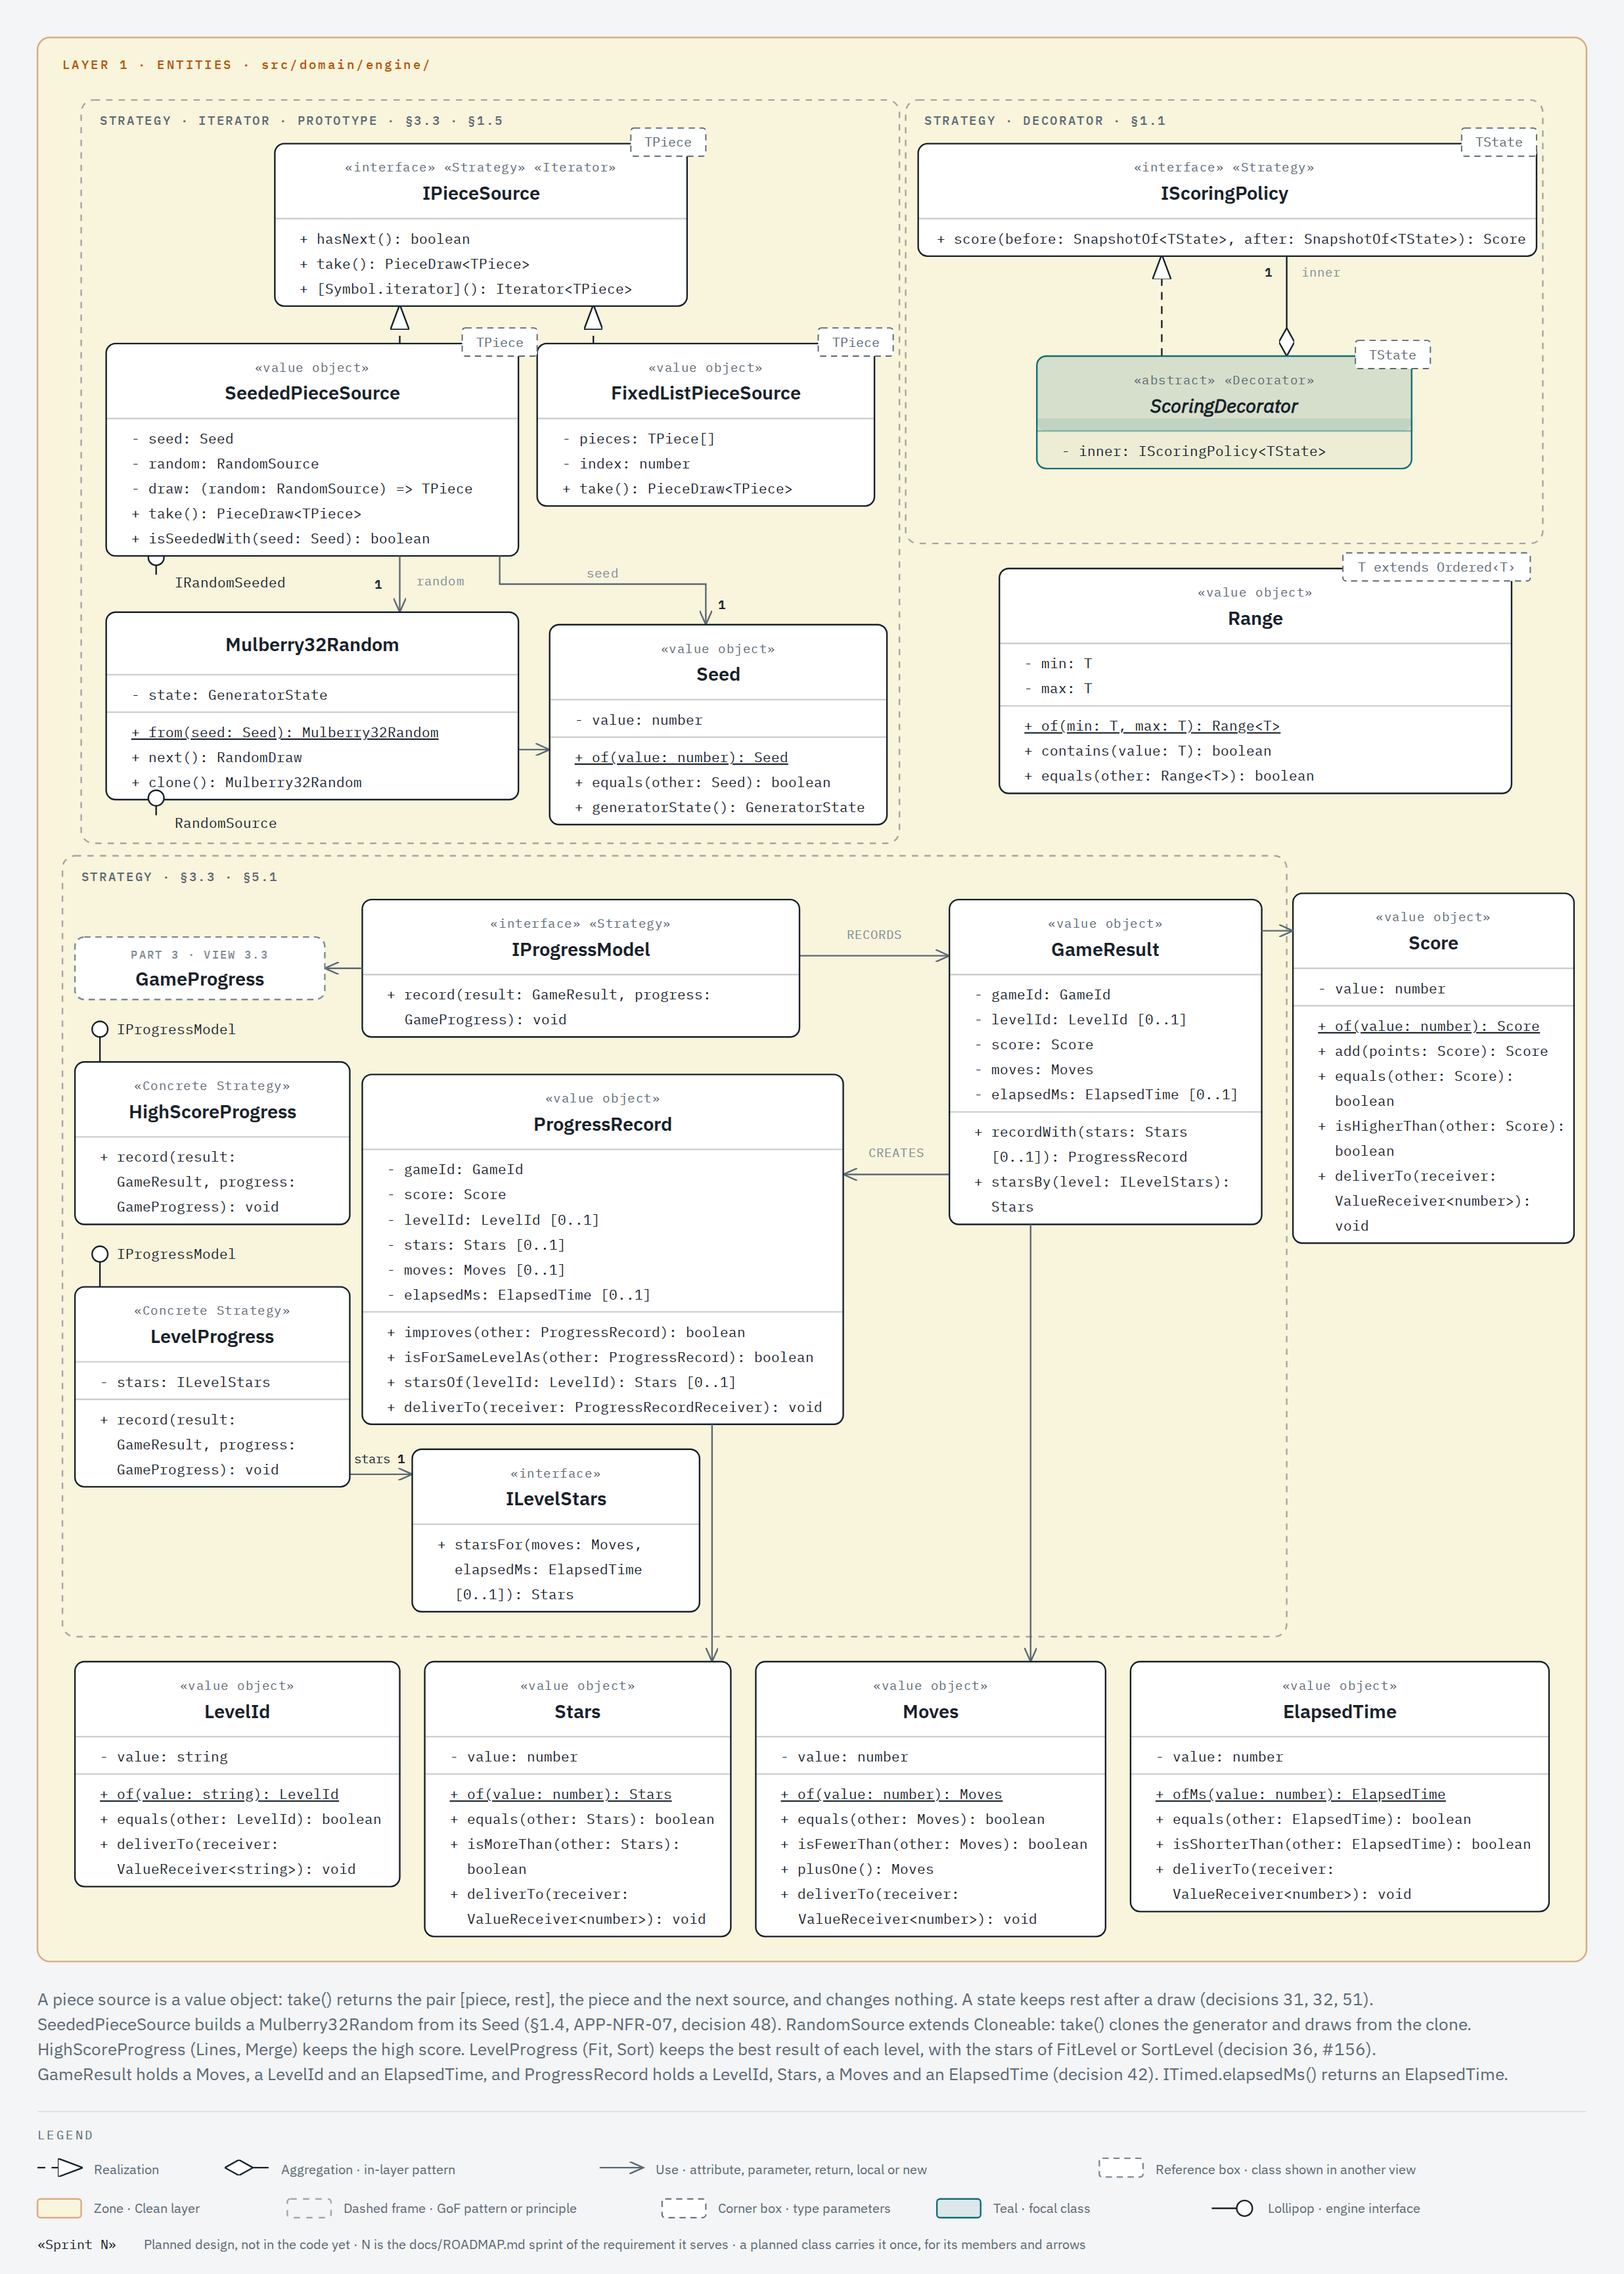 LAYER 1 · ENTITIES · src/domain/engine/
STRATEGY · ITERATOR · PROTOTYPE · §3.3 · §1.5
TPiece
«interface» «Strategy» «Iterator»
IPieceSource
+ hasNext(): boolean
+ take(): PieceDraw<TPiece>
+ [Symbol.iterator](): Iterator<TPiece>
TPiece
«value object»
SeededPieceSource
- seed: Seed
- random: RandomSource
- draw: (random: RandomSource) => TPiece
+ take(): PieceDraw<TPiece>
+ isSeededWith(seed: Seed): boolean
TPiece
«value object»
FixedListPieceSource
- pieces: TPiece[]
- index: number
+ take(): PieceDraw<TPiece>
IRandomSeeded
1
random
seed
1
Mulberry32Random
- state: GeneratorState
+ from(seed: Seed): Mulberry32Random
+ next(): RandomDraw
+ clone(): Mulberry32Random
RandomSource
«value object»
Seed
- value: number
+ of(value: number): Seed
+ equals(other: Seed): boolean
+ generatorState(): GeneratorState
STRATEGY · DECORATOR · §1.1
TState
«interface» «Strategy»
IScoringPolicy
+ score(before: SnapshotOf<TState>, after: SnapshotOf<TState>): Score
1
inner
TState
«abstract» «Decorator»
ScoringDecorator
- inner: IScoringPolicy<TState>
T extends Ordered‹T›
«value object»
Range
- min: T
- max: T
+ of(min: T, max: T): Range<T>
+ contains(value: T): boolean
+ equals(other: Range<T>): boolean
STRATEGY · §3.3 · §5.1
PART 3 · VIEW 3.3
GameProgress
«interface» «Strategy»
IProgressModel
+ record(result: GameResult, progress:
GameProgress): void
RECORDS
«value object»
GameResult
- gameId: GameId
- levelId: LevelId [0..1]
- score: Score
- moves: Moves
- elapsedMs: ElapsedTime [0..1]
+ recordWith(stars: Stars
[0..1]): ProgressRecord
+ starsBy(level: ILevelStars):
Stars
«value object»
Score
- value: number
+ of(value: number): Score
+ add(points: Score): Score
+ equals(other: Score):
boolean
+ isHigherThan(other: Score):
boolean
+ deliverTo(receiver:
ValueReceiver<number>):
void
IProgressModel
«Concrete Strategy»
HighScoreProgress
+ record(result:
GameResult, progress:
GameProgress): void
«value object»
ProgressRecord
- gameId: GameId
- score: Score
- levelId: LevelId [0..1]
- stars: Stars [0..1]
- moves: Moves [0..1]
- elapsedMs: ElapsedTime [0..1]
+ improves(other: ProgressRecord): boolean
+ isForSameLevelAs(other: ProgressRecord): boolean
+ starsOf(levelId: LevelId): Stars [0..1]
+ deliverTo(receiver: ProgressRecordReceiver): void
CREATES
IProgressModel
«Concrete Strategy»
LevelProgress
- stars: ILevelStars
+ record(result:
GameResult, progress:
GameProgress): void
stars 1
«interface»
ILevelStars
+ starsFor(moves: Moves,
elapsedMs: ElapsedTime
[0..1]): Stars
«value object»
LevelId
- value: string
+ of(value: string): LevelId
+ equals(other: LevelId): boolean
+ deliverTo(receiver:
ValueReceiver<string>): void
«value object»
Stars
- value: number
+ of(value: number): Stars
+ equals(other: Stars): boolean
+ isMoreThan(other: Stars):
boolean
+ deliverTo(receiver:
ValueReceiver<number>): void
«value object»
Moves
- value: number
+ of(value: number): Moves
+ equals(other: Moves): boolean
+ isFewerThan(other: Moves): boolean
+ plusOne(): Moves
+ deliverTo(receiver:
ValueReceiver<number>): void
«value object»
ElapsedTime
- value: number
+ ofMs(value: number): ElapsedTime
+ equals(other: ElapsedTime): boolean
+ isShorterThan(other: ElapsedTime): boolean
+ deliverTo(receiver:
ValueReceiver<number>): void
A piece source is a value object: take() returns the pair [piece, rest], the piece and the next source, and changes nothing. A state keeps rest after a draw (decisions 31, 32, 51).
SeededPieceSource builds a Mulberry32Random from its Seed (§1.4, APP-NFR-07, decision 48). RandomSource extends Cloneable: take() clones the generator and draws from the clone.
HighScoreProgress (Lines, Merge) keeps the high score. LevelProgress (Fit, Sort) keeps the best result of each level, with the stars of FitLevel or SortLevel (decision 36, #156).
GameResult holds a Moves, a LevelId and an ElapsedTime, and ProgressRecord holds a LevelId, Stars, a Moves and an ElapsedTime (decision 42). ITimed.elapsedMs() returns an ElapsedTime.
LEGEND
Realization
Aggregation · in-layer pattern
Use · attribute, parameter, return, local or new
Reference box · class shown in another view
Zone · Clean layer
Dashed frame · GoF pattern or principle
Corner box · type parameters
Teal · focal class
Lollipop · engine interface
«Sprint N» Planned design, not in the code yet · N is the docs/ROADMAP.md sprint of the requirement it serves · a planned class carries it once, for its members and arrows